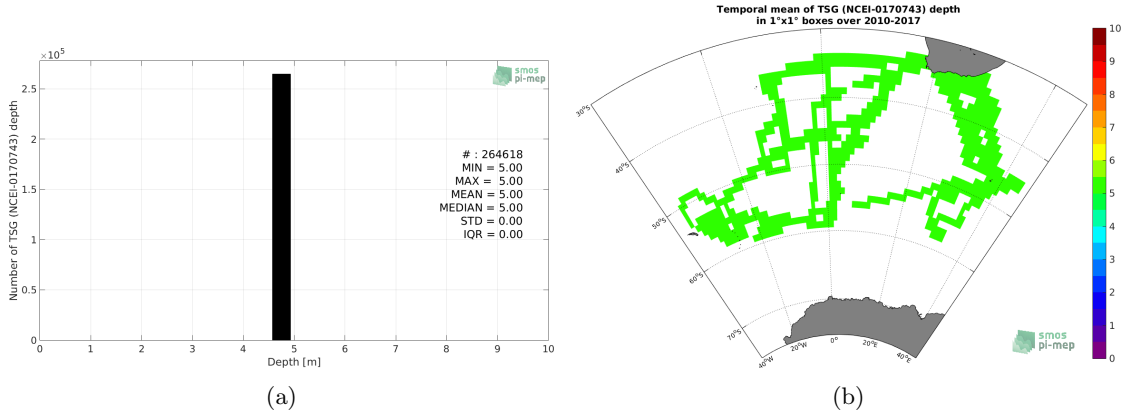 ×10⁵
2.5
2
1.5
1
0.5
0
0 1 2 3 4 5 6 7 8 9 10
Number of TSG (NCEI-0170743) depth
Depth [m]
smos
pi-mep
# : 264618
MIN = 5.00
MAX = 5.00
MEAN = 5.00
MEDIAN = 5.00
STD = 0.00
IQR = 0.00
(a)
Temporal mean of TSG (NCEI-0170743) depth
in 1°x1° boxes over 2010-2017
30°S
40°S
50°S
60°S
70°S
40°W
20°W
0°
20°E
40°E
10
9
8
7
6
5
4
3
2
1
0
smos
pi-mep
(b)